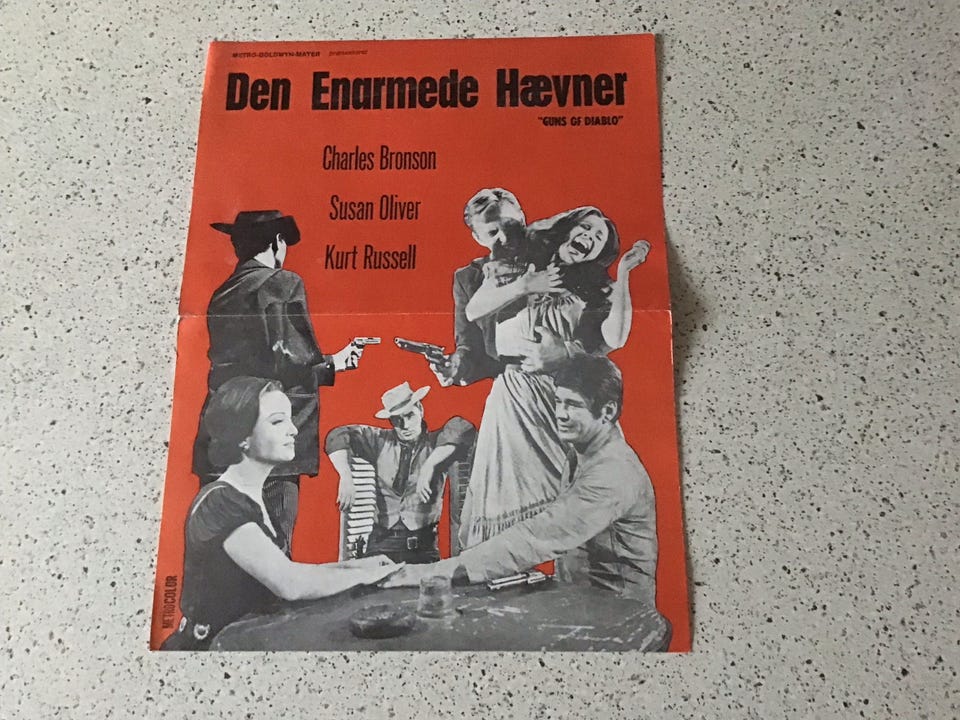 METRO-GOLDWYN-MAYER præsenterer
Den Enarmede Hævner
"GUNS OF DIABLO"
Charles Bronson
Susan Oliver
Kurt Russell
METROCOLOR